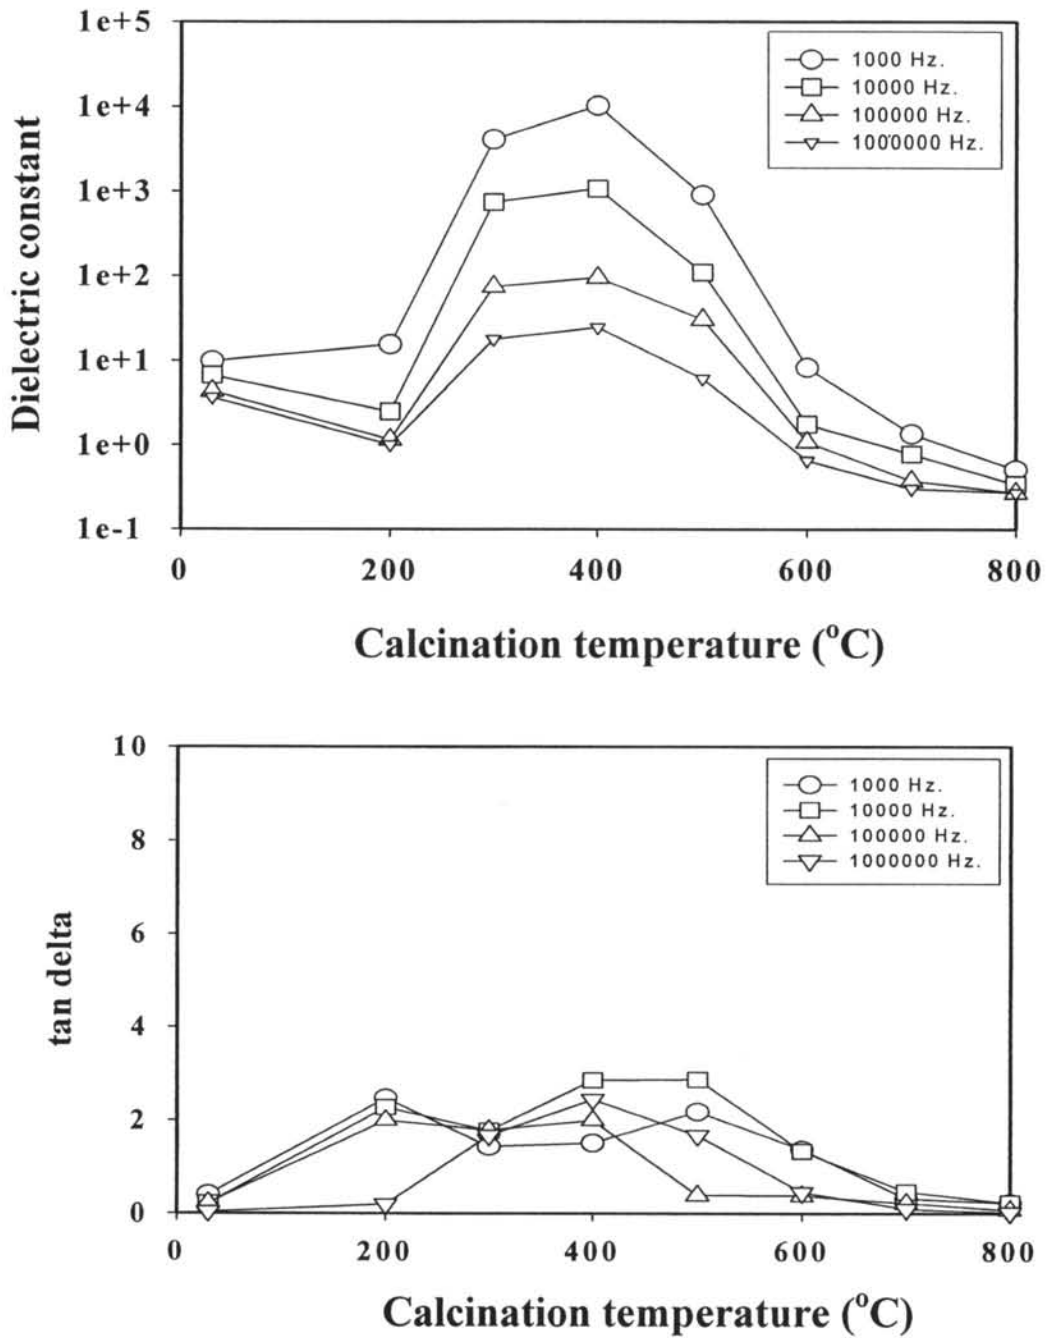 1e+5
1e+4
1e+3
1e+2
1e+1
1e+0
1e-1
Dielectric constant
1000 Hz.
10000 Hz.
100000 Hz.
1000000 Hz.
0 200 400 600 800
Calcination temperature (°C)
10
8
6
4
2
0
tan delta
1000 Hz.
10000 Hz.
100000 Hz.
1000000 Hz.
0 200 400 600 800
Calcination temperature (°C)